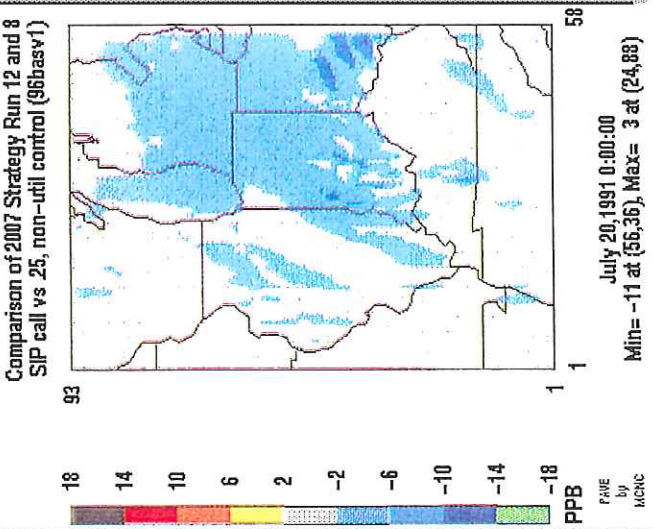 Comparison of 2007 Strategy Run 12 and 8
SIP call vs .25, non-util control (96basv1)
18
14
10
6
2
-2
-6
-10
-14
-18
PPB
PAVE
by
MCNC
93
1
1
58
July 20,1991 0:00:00
Min= -11 at (56,36), Max= 3 at (24,88)